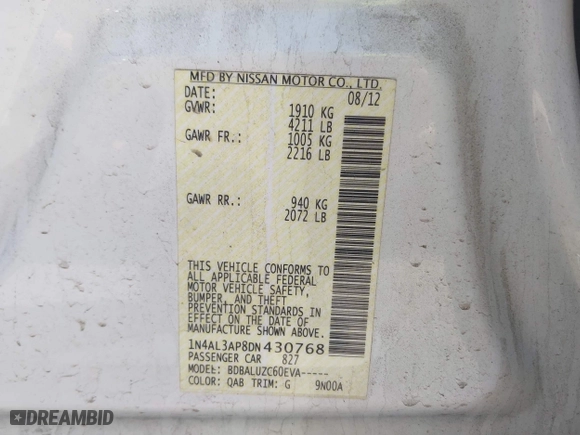 MFD BY NISSAN MOTOR CO., LTD.
DATE: 08/12
GVWR: 1910 KG
4211 LB
GAWR FR.: 1005 KG
2216 LB
GAWR RR.: 940 KG
2072 LB
THIS VEHICLE CONFORMS TO
ALL APPLICABLE FEDERAL
MOTOR VEHICLE SAFETY,
BUMPER, AND THEFT
PREVENTION STANDARDS IN
EFFECT ON THE DATE OF
MANUFACTURE SHOWN ABOVE.
1N4AL3AP8DN430768
PASSENGER CAR 827
MODEL: BDBALUZC60EVA-----
COLOR: QAB TRIM: G 9N00A
AUTOHELPERBOT.COM